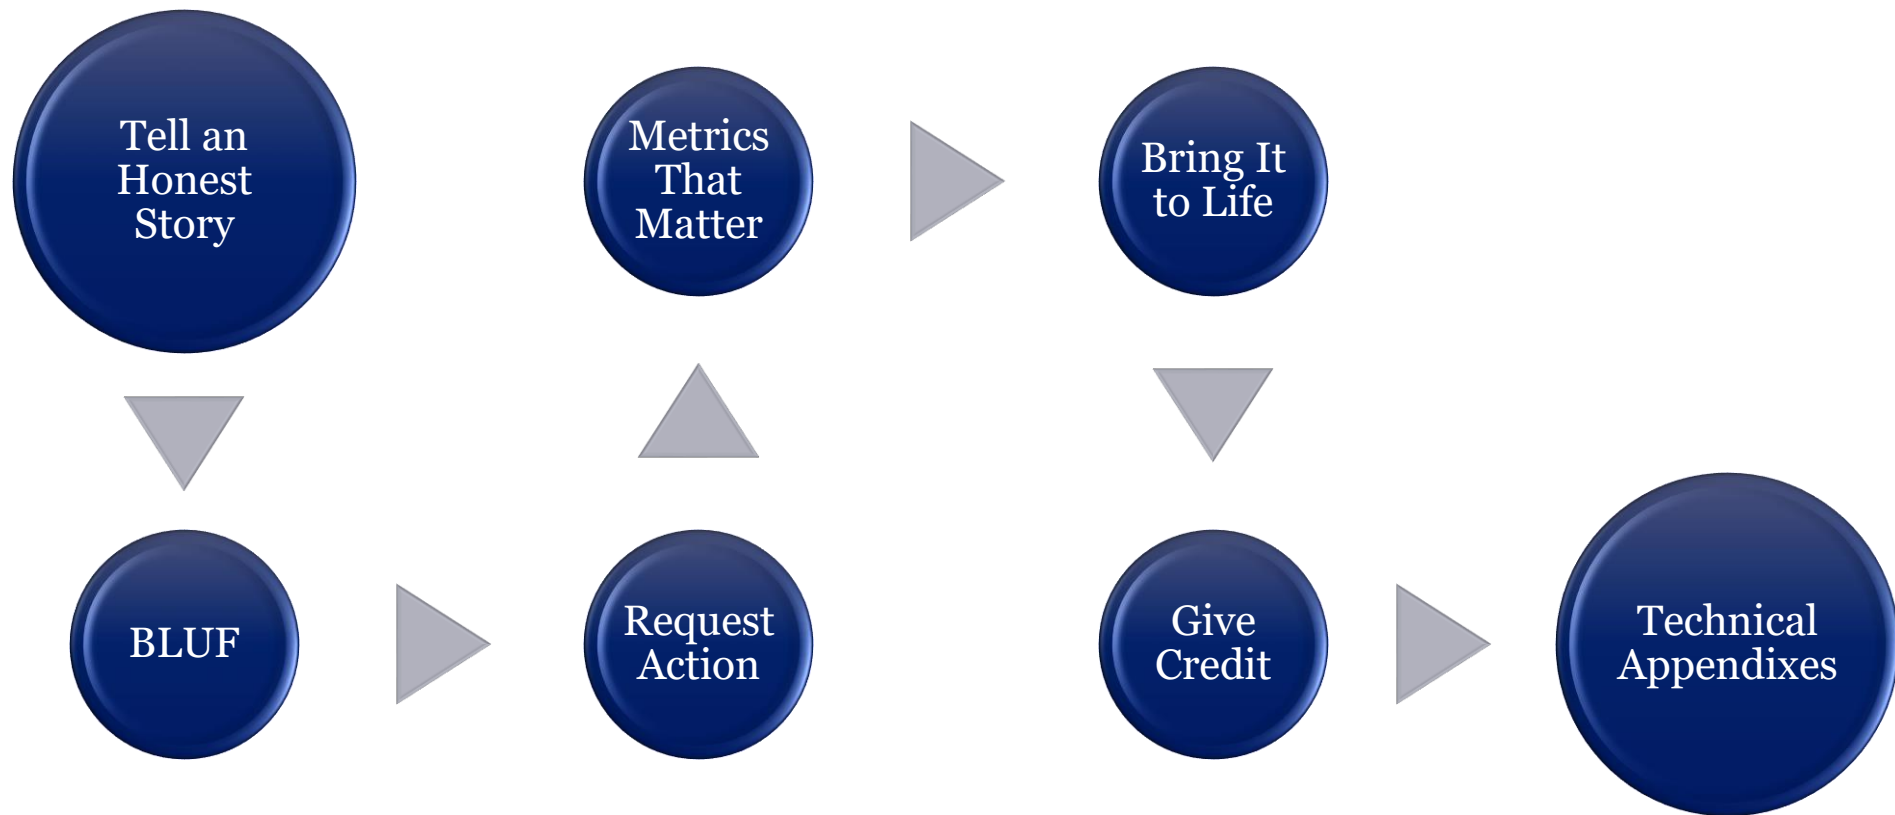 Tell an
Honest
Story
BLUF
Request
Action
Metrics
That
Matter
Bring It
to Life
Give
Credit
Technical
Appendixes